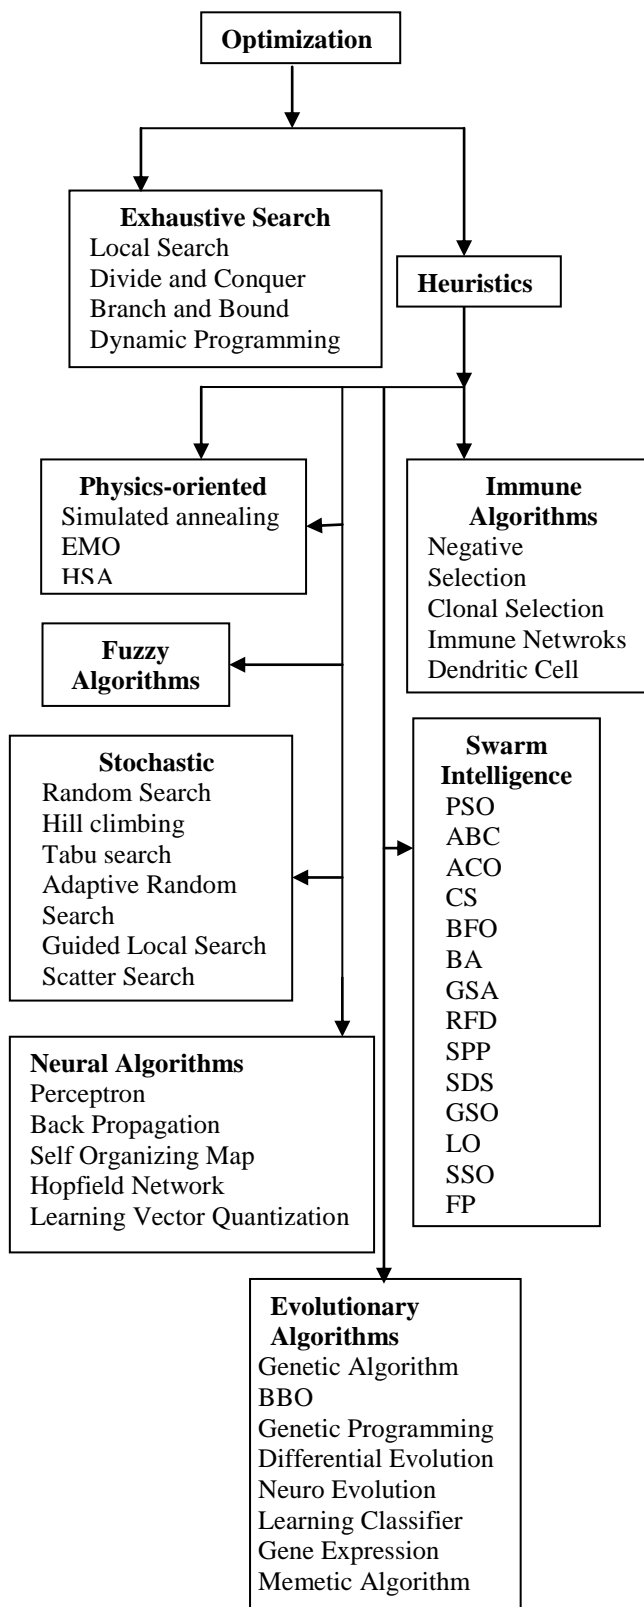 Optimization
Exhaustive Search
Local Search
Divide and Conquer
Branch and Bound
Dynamic Programming
Heuristics
Physics-oriented
Simulated annealing
EMO
HSA
Immune
Algorithms
Negative
Selection
Clonal Selection
Immune Netwroks
Dendritic Cell
Fuzzy
Algorithms
Stochastic
Random Search
Hill climbing
Tabu search
Adaptive Random
Search
Guided Local Search
Scatter Search
Swarm
Intelligence
PSO
ABC
ACO
CS
BFO
BA
GSA
RFD
SPP
SDS
GSO
LO
SSO
FP
Neural Algorithms
Perceptron
Back Propagation
Self Organizing Map
Hopfield Network
Learning Vector Quantization
Evolutionary
Algorithms
Genetic Algorithm
BBO
Genetic Programming
Differential Evolution
Neuro Evolution
Learning Classifier
Gene Expression
Memetic Algorithm